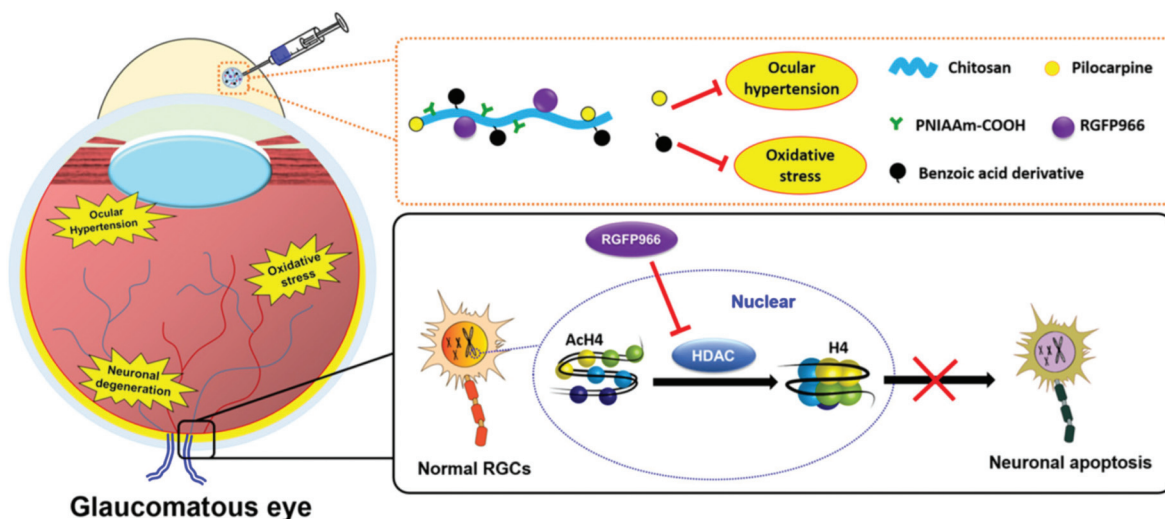 Ocular
hypertension
Oxidative
stress
Chitosan
Pilocarpine
PNIAAm-COOH
RGFP966
Benzoic acid derivative
Ocular
Hypertension
Oxidative
stress
Neuronal
degeneration
Glaucomatous eye
RGFP966
Nuclear
AcH4
HDAC
H4
Normal RGCs
Neuronal apoptosis